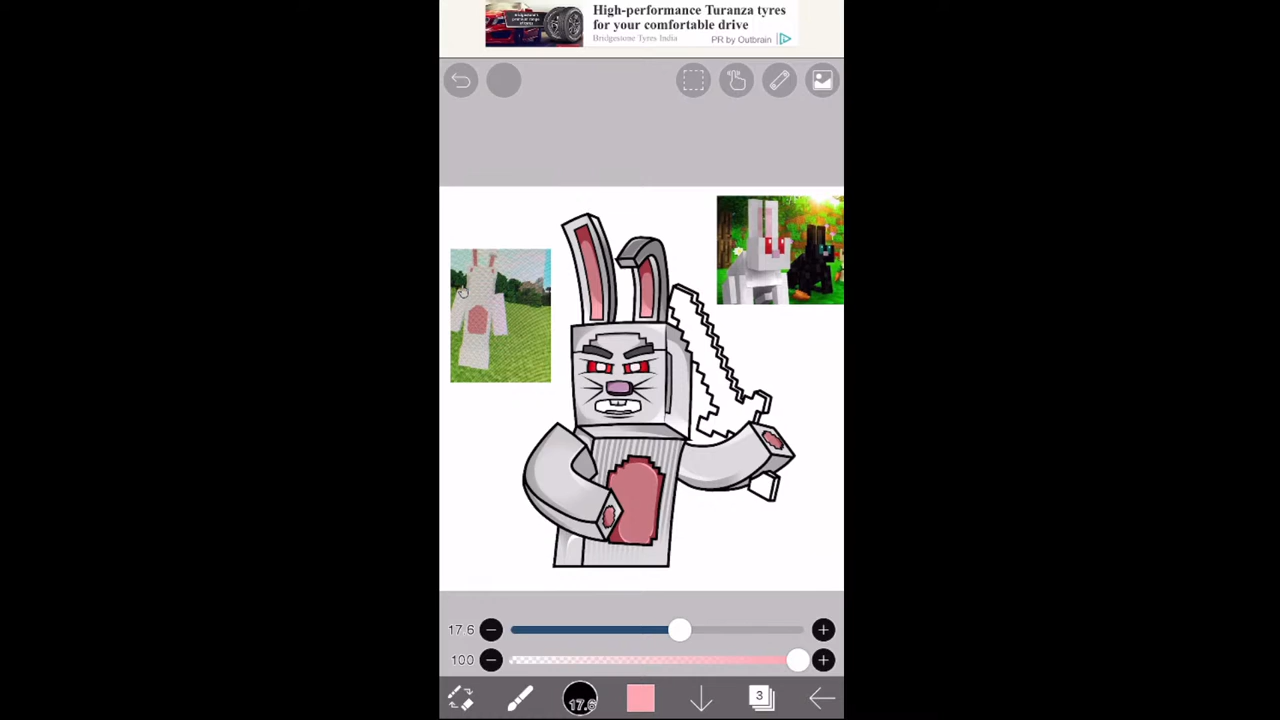 High-performance Turanza tyres
for your comfortable drive
Bridgestone Tyres India
PR by Outbrain
17.6
100
17.6
3